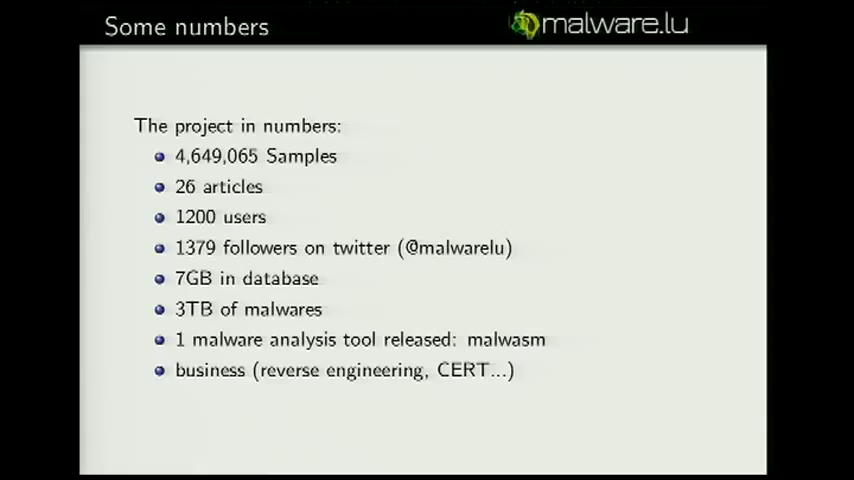 Some numbers
malware.lu
The project in numbers:
4,649,065 Samples
26 articles
1200 users
1379 followers on twitter (@malwarelu)
7GB in database
3TB of malwares
1 malware analysis tool released: malwasm
business (reverse engineering, CERT...)